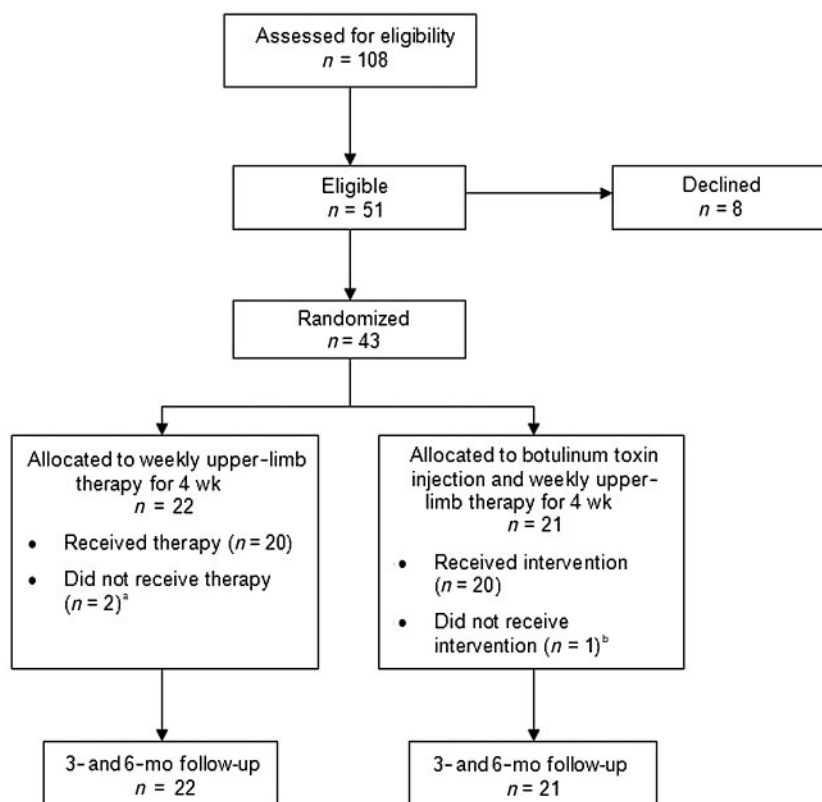 Assessed for eligibility
n = 108
Eligible
n = 51
Declined
n = 8
Randomized
n = 43
Allocated to weekly upper-limb
therapy for 4 wk
n = 22
• Received therapy (n = 20)
• Did not receive therapy
(n = 2)a
Allocated to botulinum toxin
injection and weekly upper-
limb therapy for 4 wk
n = 21
• Received intervention
(n = 20)
• Did not receive
intervention (n = 1)b
3- and 6-mo follow-up
n = 22
3- and 6-mo follow-up
n = 21